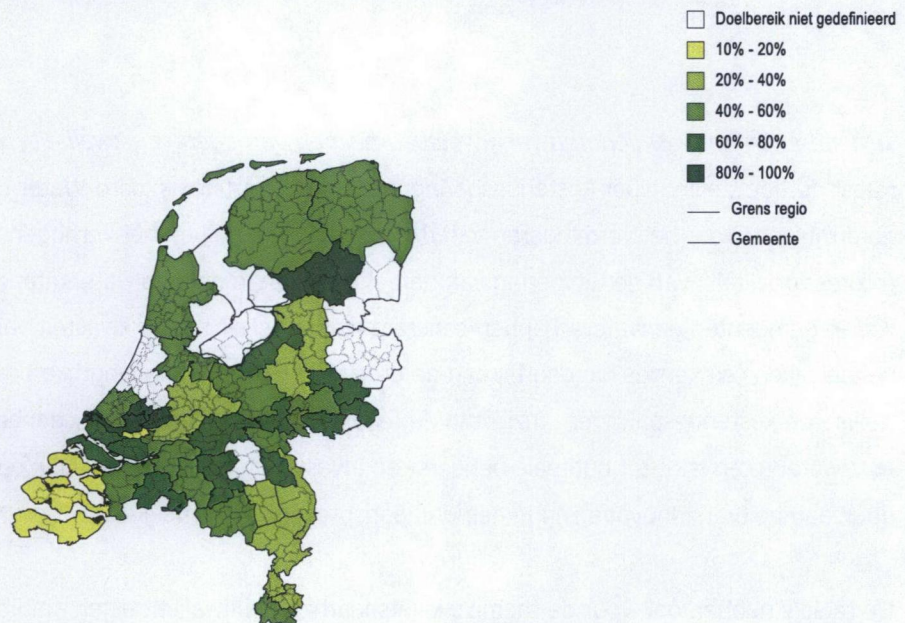 Doelbereik niet gedefinieerd
10% - 20%
20% - 40%
40% - 60%
60% - 80%
80% - 100%
Grens regio
Gemeente